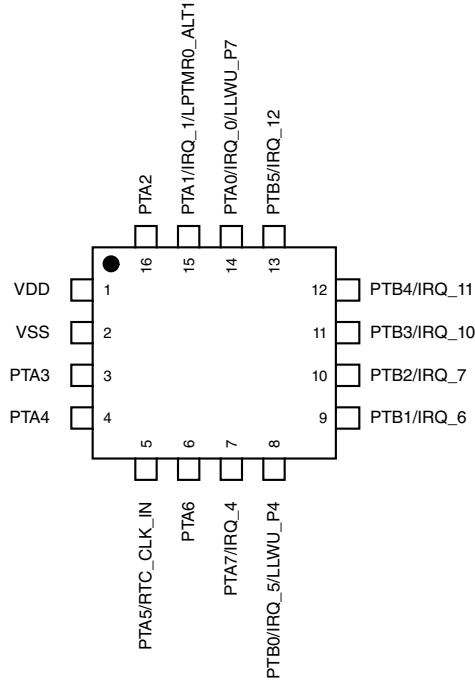 PTA2
PTA1/IRQ_1/LPTMR0_ALT1
PTA0/IRQ_0/LLWU_P7
PTB5/IRQ_12
16
15
14
13
VDD
1
12
PTB4/IRQ_11
VSS
2
11
PTB3/IRQ_10
PTA3
3
10
PTB2/IRQ_7
PTA4
4
9
PTB1/IRQ_6
5
6
7
8
PTA5/RTC_CLK_IN
PTA6
PTA7/IRQ_4
PTB0/IRQ_5/LLWU_P4